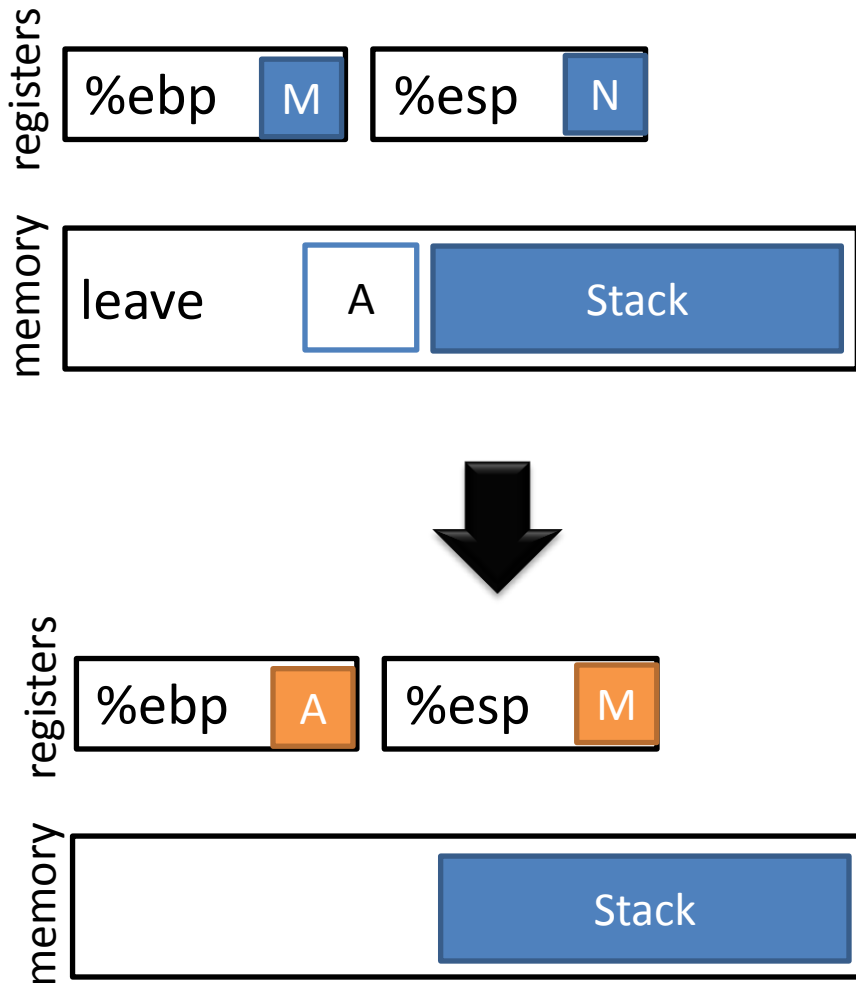 registers
%ebp M %esp N
memory
leave A Stack
registers
%ebp A %esp M
memory
Stack